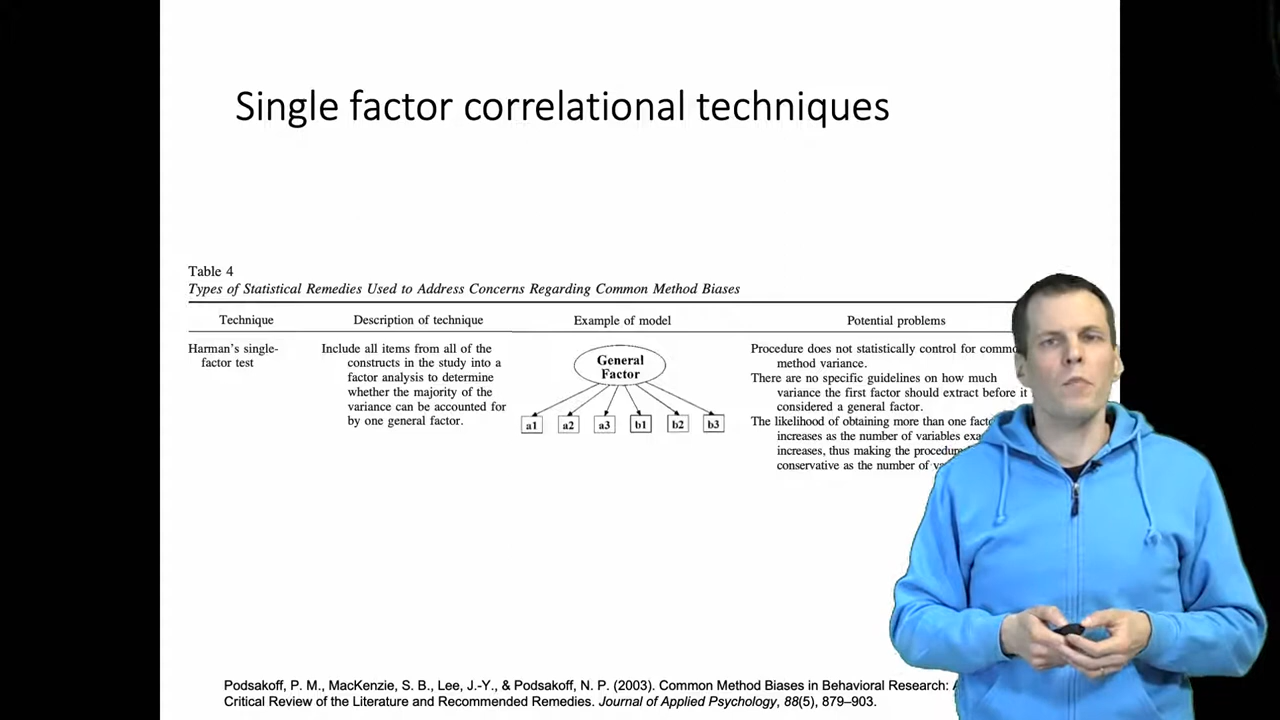 Single factor correlational techniques
Table 4
Types of Statistical Remedies Used to Address Concerns Regarding Common Method Biases
Technique
Description of technique
Example of model
Potential problems
Harman's single-
factor test
Include all items from all of the
constructs in the study into a
factor analysis to determine
whether the majority of the
variance can be accounted for
by one general factor.
General
Factor
a1 a2 a3 b1 b2 b3
Procedure does not statistically control for
method variance.
There are no specific guidelines on how much
variance the first factor should extract before it
considered a general factor.
The likelihood of obtaining more than one
increases as the number of variables
increases, thus making the procedure
conservative as the number of
Podsakoff, P. M., MacKenzie, S. B., Lee, J.-Y., & Podsakoff, N. P. (2003). Common Method Biases in Behavioral Research:
Critical Review of the Literature and Recommended Remedies. Journal of Applied Psychology, 88(5), 879–903.